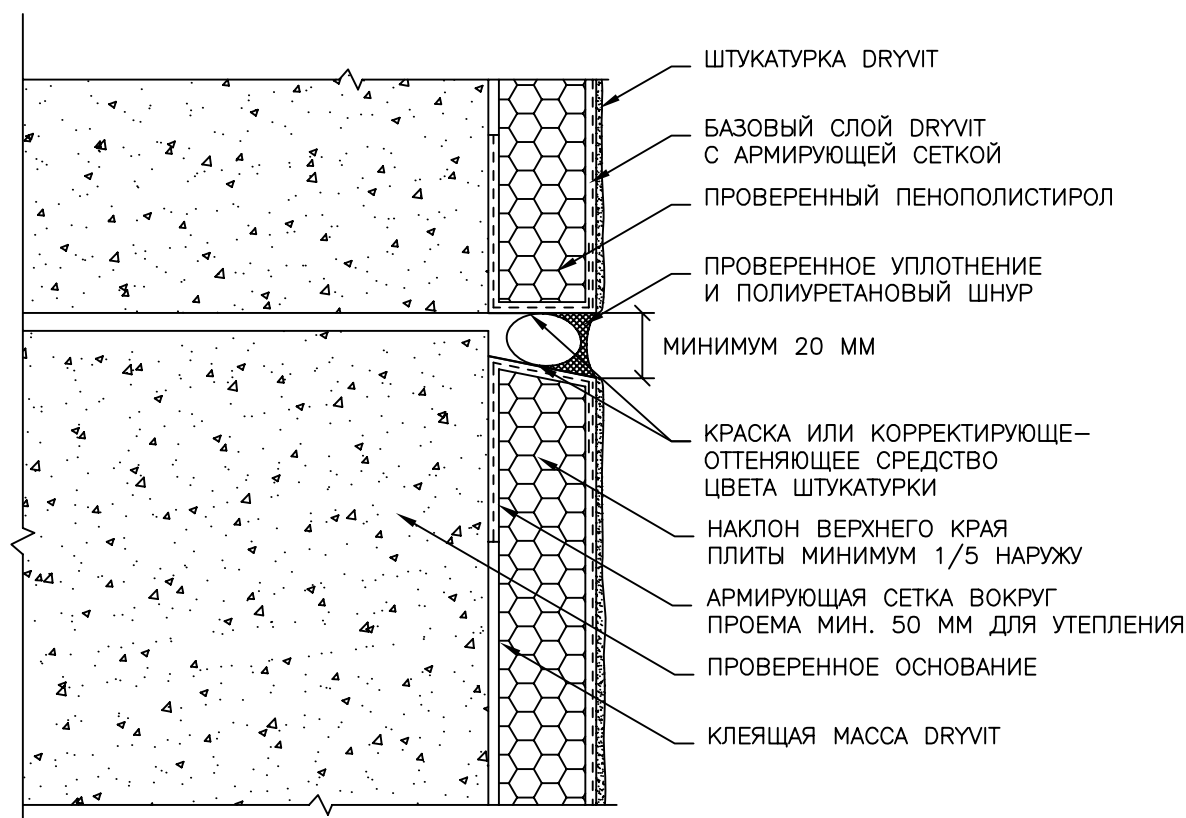 ШТУКАТУРКА DRYVIT
БАЗОВЫЙ СЛОЙ DRYVIT
С АРМИРУЮЩЕЙ СЕТКОЙ
ПРОВЕРЕННЫЙ ПЕНОПОЛИСТИРОЛ
ПРОВЕРЕННОЕ УПЛОТНЕНИЕ
И ПОЛИУРЕТАНОВЫЙ ШНУР
МИНИМУМ 20 ММ
КРАСКА ИЛИ КОРРЕКТИРУЮЩЕ–
ОТТЕНЯЮЩЕЕ СРЕДСТВО
ЦВЕТА ШТУКАТУРКИ
НАКЛОН ВЕРХНЕГО КРАЯ
ПЛИТЫ МИНИМУМ 1/5 НАРУЖУ
АРМИРУЮЩАЯ СЕТКА ВОКРУГ
ПРОЕМА МИН. 50 ММ ДЛЯ УТЕПЛЕНИЯ
ПРОВЕРЕННОЕ ОСНОВАНИЕ
КЛЕЯЩАЯ МАССА DRYVIT